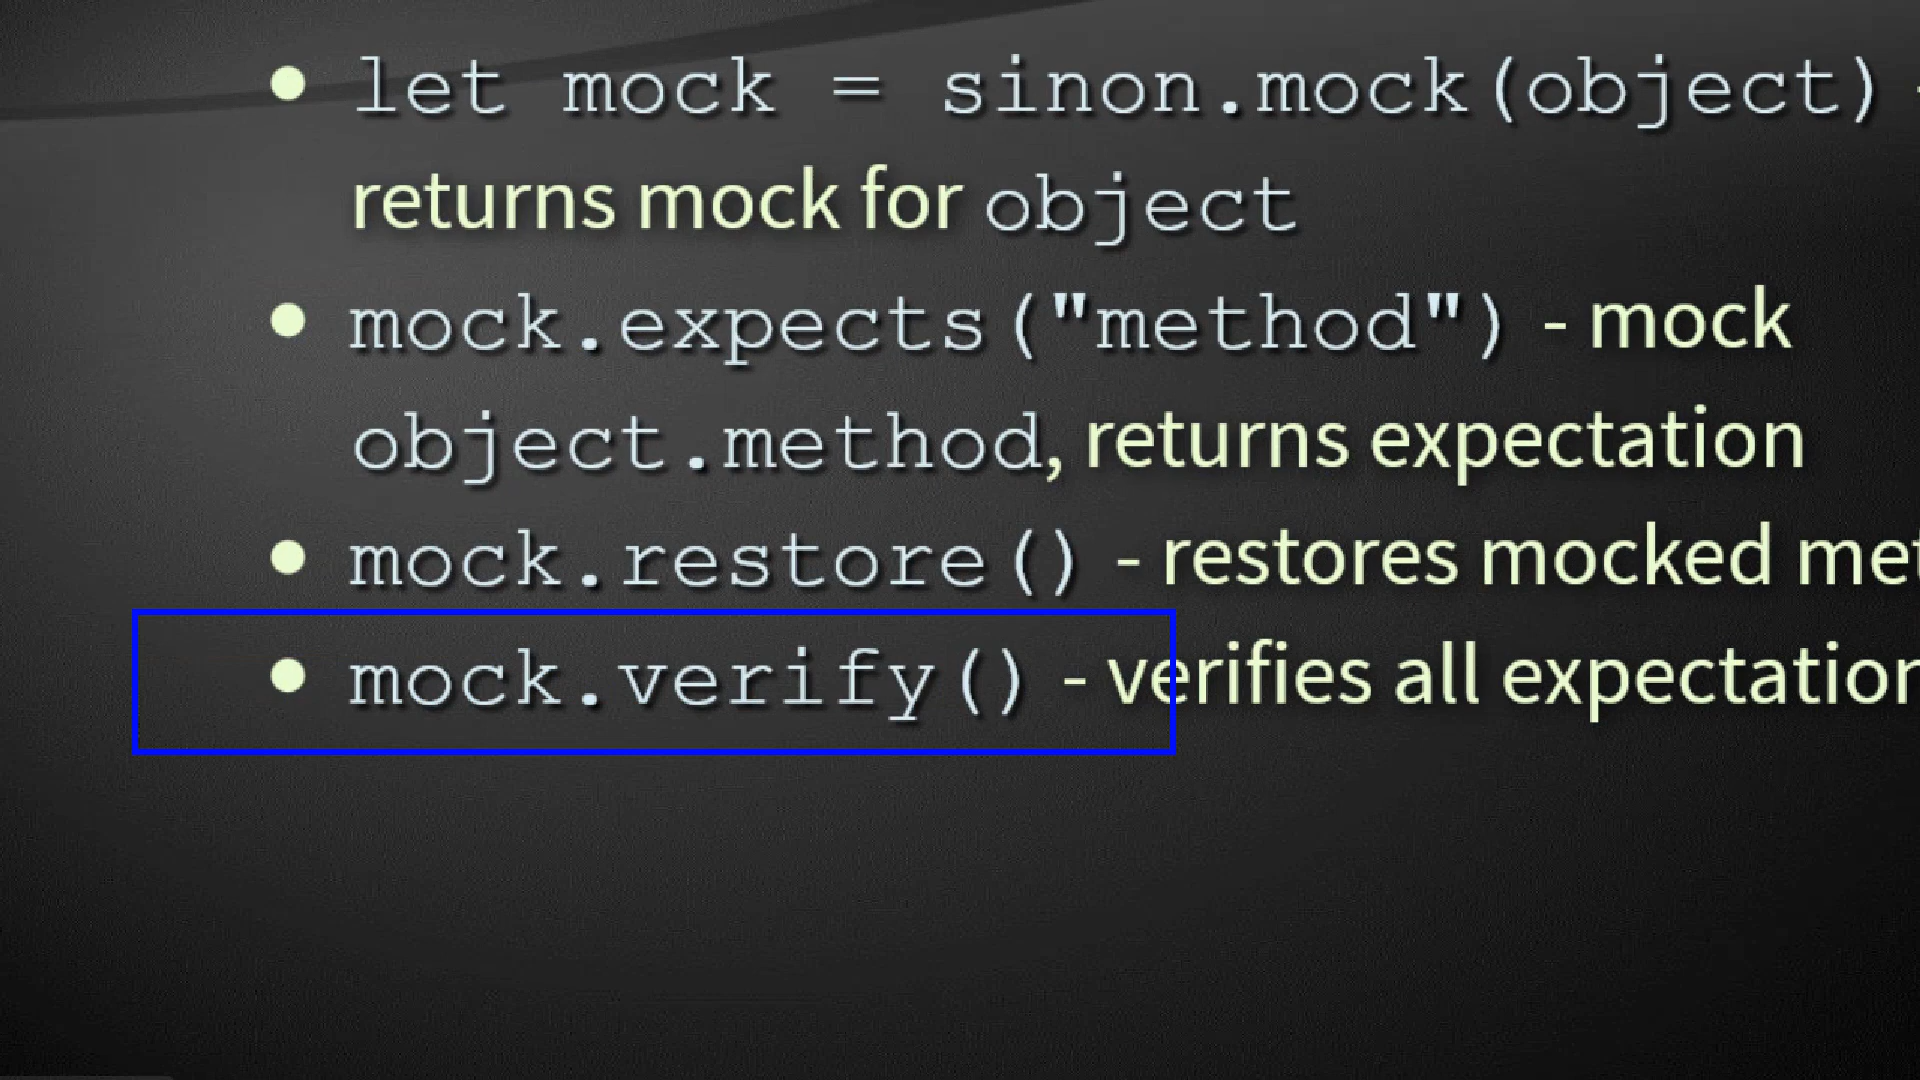 • let mock = sinon.mock(object) -
returns mock for object
• mock.expects("method") - mock
object.method, returns expectation
• mock.restore() - restores mocked
• mock.verify() - verifies all